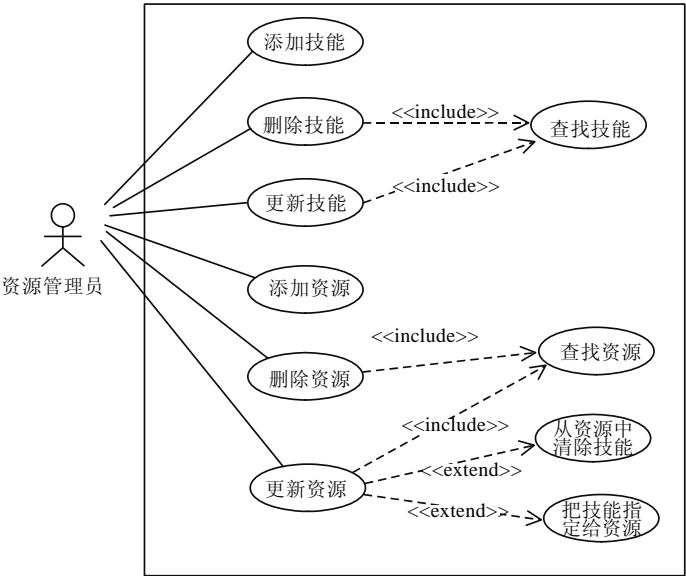 添加技能
删除技能
<<include>>
查找技能
更新技能
<<include>>
资源管理员
添加资源
删除资源
<<include>>
查找资源
<<include>>
从资源中
清除技能
更新资源
<<extend>>
<<extend>>
把技能指
定给资源